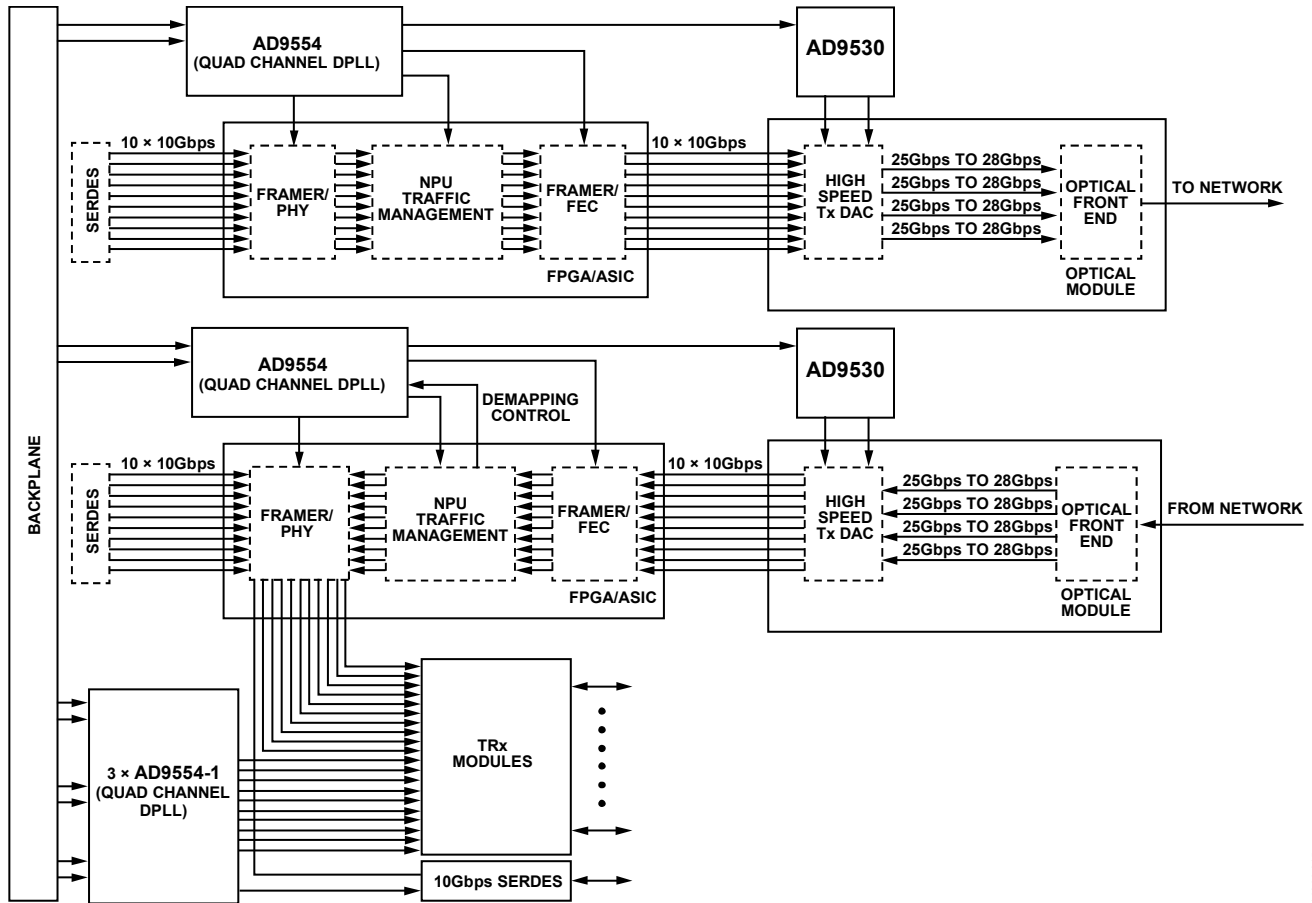 BACKPLANE
AD9554
(QUAD CHANNEL DPLL)
AD9530
SERDES
10 × 10Gbps
FRAMER/
PHY
NPU
TRAFFIC
MANAGEMENT
FRAMER/
FEC
FPGA/ASIC
10 × 10Gbps
HIGH
SPEED
Tx DAC
25Gbps TO 28Gbps
25Gbps TO 28Gbps
25Gbps TO 28Gbps
25Gbps TO 28Gbps
OPTICAL
FRONT
END
OPTICAL
MODULE
TO NETWORK
AD9554
(QUAD CHANNEL DPLL)
AD9530
DEMAPPING
CONTROL
SERDES
10 × 10Gbps
FRAMER/
PHY
NPU
TRAFFIC
MANAGEMENT
FRAMER/
FEC
FPGA/ASIC
10 × 10Gbps
HIGH
SPEED
Tx DAC
25Gbps TO 28Gbps
25Gbps TO 28Gbps
25Gbps TO 28Gbps
25Gbps TO 28Gbps
OPTICAL
FRONT
END
OPTICAL
MODULE
FROM NETWORK
3 × AD9554-1
(QUAD CHANNEL
DPLL)
TRx
MODULES
10Gbps SERDES